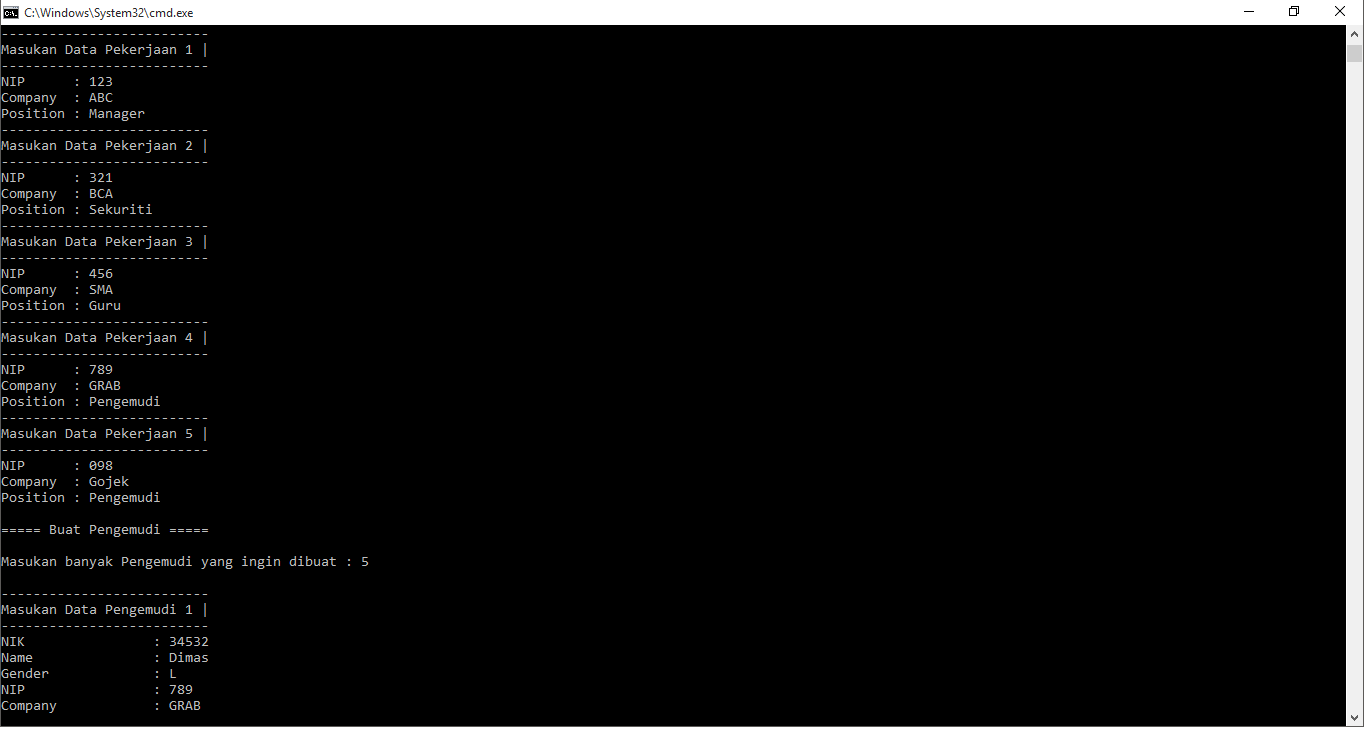 C:\Windows\System32\cmd.exe
--------------------------
Masukan Data Pekerjaan 1 |
--------------------------
NIP      : 123
Company  : ABC
Position : Manager
--------------------------
Masukan Data Pekerjaan 2 |
--------------------------
NIP      : 321
Company  : BCA
Position : Sekuriti
--------------------------
Masukan Data Pekerjaan 3 |
--------------------------
NIP      : 456
Company  : SMA
Position : Guru
--------------------------
Masukan Data Pekerjaan 4 |
--------------------------
NIP      : 789
Company  : GRAB
Position : Pengemudi
--------------------------
Masukan Data Pekerjaan 5 |
--------------------------
NIP      : 098
Company  : Gojek
Position : Pengemudi
===== Buat Pengemudi =====
Masukan banyak Pengemudi yang ingin dibuat : 5
--------------------------
Masukan Data Pengemudi 1 |
--------------------------
NIK                : 34532
Name               : Dimas
Gender             : L
NIP                : 789
Company            : GRAB